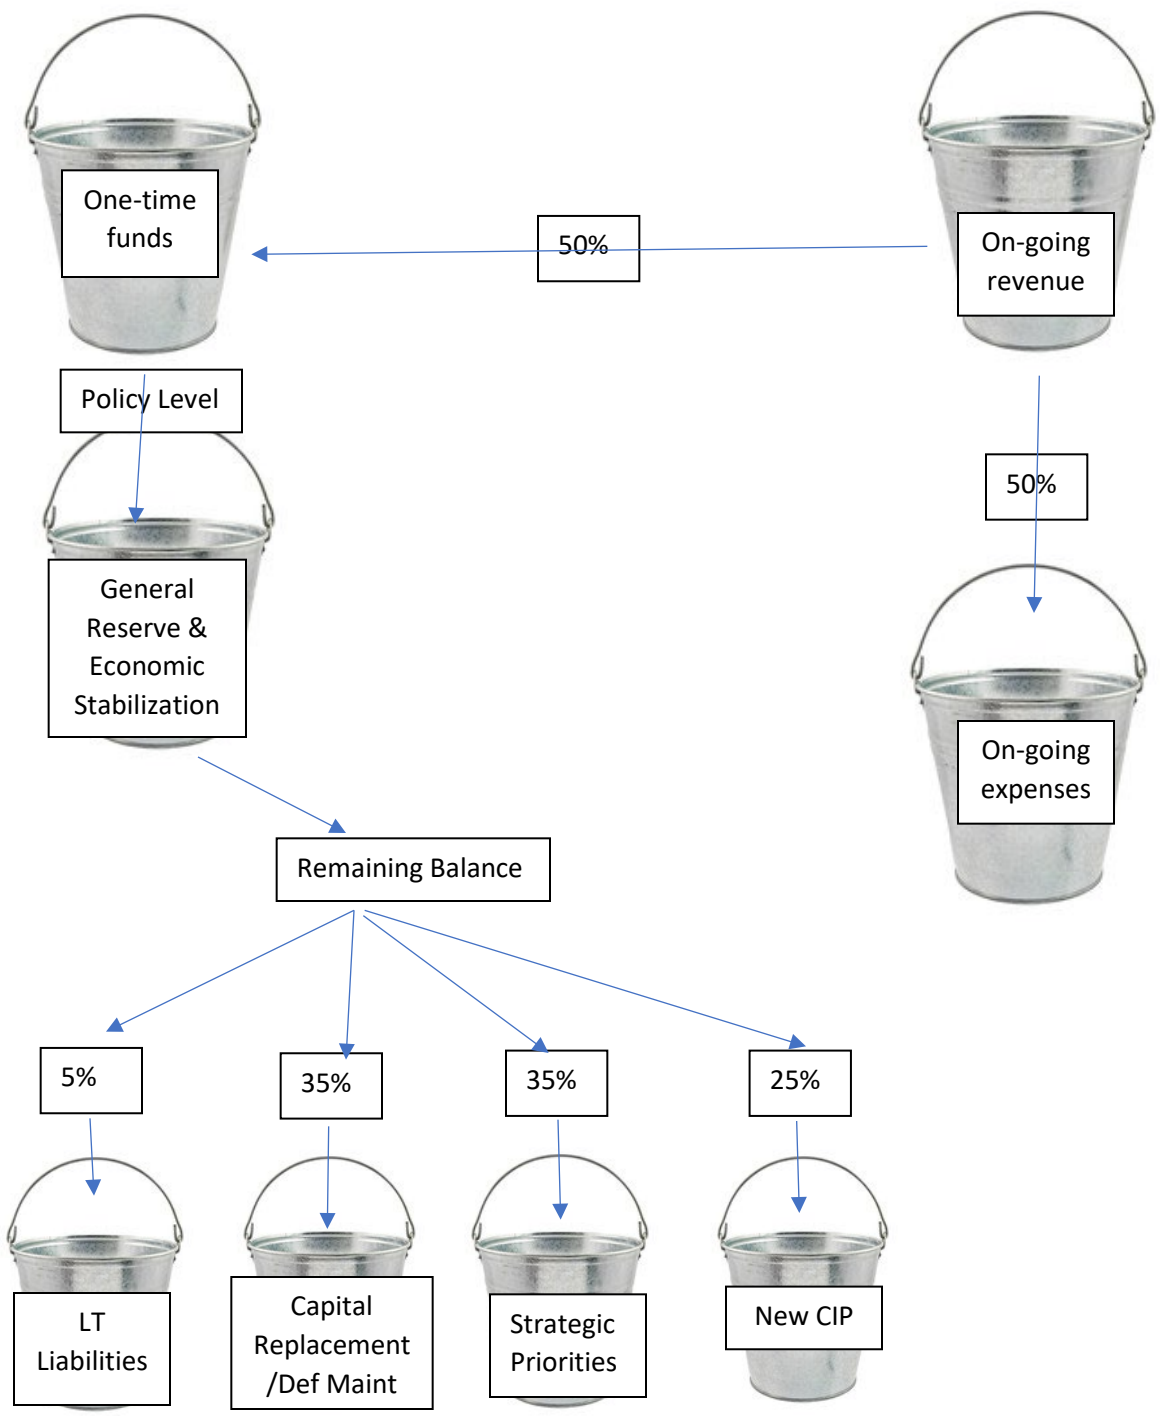 One-time
funds
50%
On-going
revenue
Policy Level
50%
General
Reserve &
Economic
Stabilization
On-going
expenses
Remaining Balance
5%
35%
35%
25%
LT
Liabilities
Capital
Replacement
/Def Maint
Strategic
Priorities
New CIP